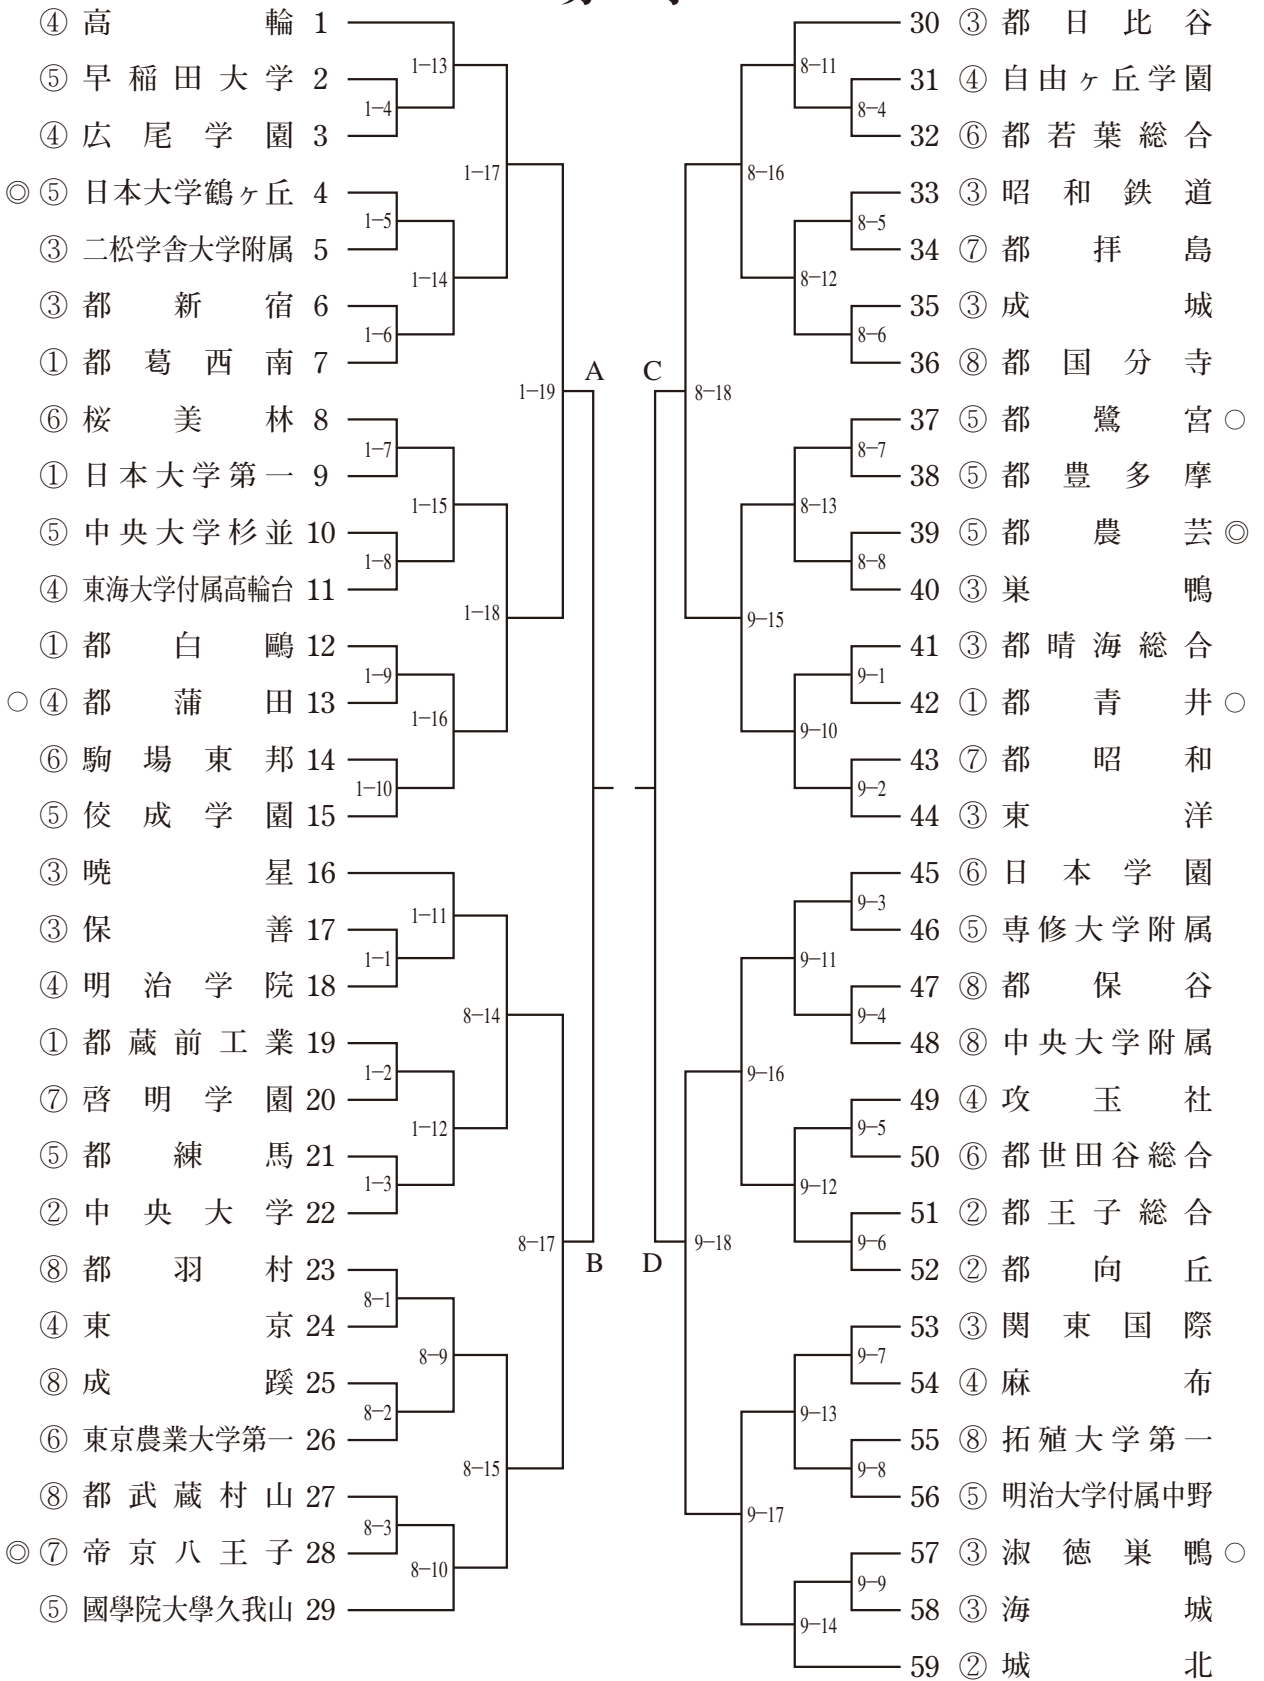 ④ 高輪 1
⑤ 早稲田大学 2
④ 広尾学園 3
◎ ⑤ 日本大学鶴ヶ丘 4
③ 二松学舎大学附属 5
③ 都新宿 6
① 都葛西南 7
⑥ 桜美林 8
① 日本大学第一 9
⑤ 中央大学杉並 10
④ 東海大学付属高輪台 11
① 都白鷗 12
○ ④ 都蒲田 13
⑥ 駒場東邦 14
⑤ 佼成学園 15
③ 暁星 16
③ 保善 17
④ 明治学院 18
① 都蔵前工業 19
⑦ 啓明学園 20
⑤ 都練馬 21
② 中央大学 22
⑧ 都羽村 23
④ 東京 24
⑧ 成蹊 25
⑥ 東京農業大学第一 26
⑧ 都武蔵村山 27
◎ ⑦ 帝京八王子 28
⑤ 國學院大學久我山 29
1-13
1-4
1-17
1-5
1-14
1-6
1-19
1-7
1-15
1-8
1-18
1-9
1-16
1-10
1-11
1-1
8-14
1-2
1-12
1-3
8-17
8-1
8-9
8-2
8-15
8-3
8-10
A
B
C
D
8-11
8-4
8-16
8-5
8-12
8-6
8-18
8-7
8-13
8-8
9-15
9-1
9-10
9-2
9-3
9-11
9-4
9-16
9-5
9-12
9-6
9-18
9-7
9-13
9-8
9-17
9-9
9-14
30 ③ 都日比谷
31 ④ 自由ヶ丘学園
32 ⑥ 都若葉総合
33 ③ 昭和鉄道
34 ⑦ 都拝島
35 ③ 成城
36 ⑧ 都国分寺
37 ⑤ 都鷺宮 ○
38 ⑤ 都豊多摩
39 ⑤ 都農芸 ◎
40 ③ 巣鴨
41 ③ 都晴海総合
42 ① 都青井 ○
43 ⑦ 都昭和
44 ③ 東洋
45 ⑥ 日本学園
46 ⑤ 専修大学附属
47 ⑧ 都保谷
48 ⑧ 中央大学附属
49 ④ 攻玉社
50 ⑥ 都世田谷総合
51 ② 都王子総合
52 ② 都向丘
53 ③ 関東国際
54 ④ 麻布
55 ⑧ 拓殖大学第一
56 ⑤ 明治大学付属中野
57 ③ 淑徳巣鴨 ○
58 ③ 海城
59 ② 城北